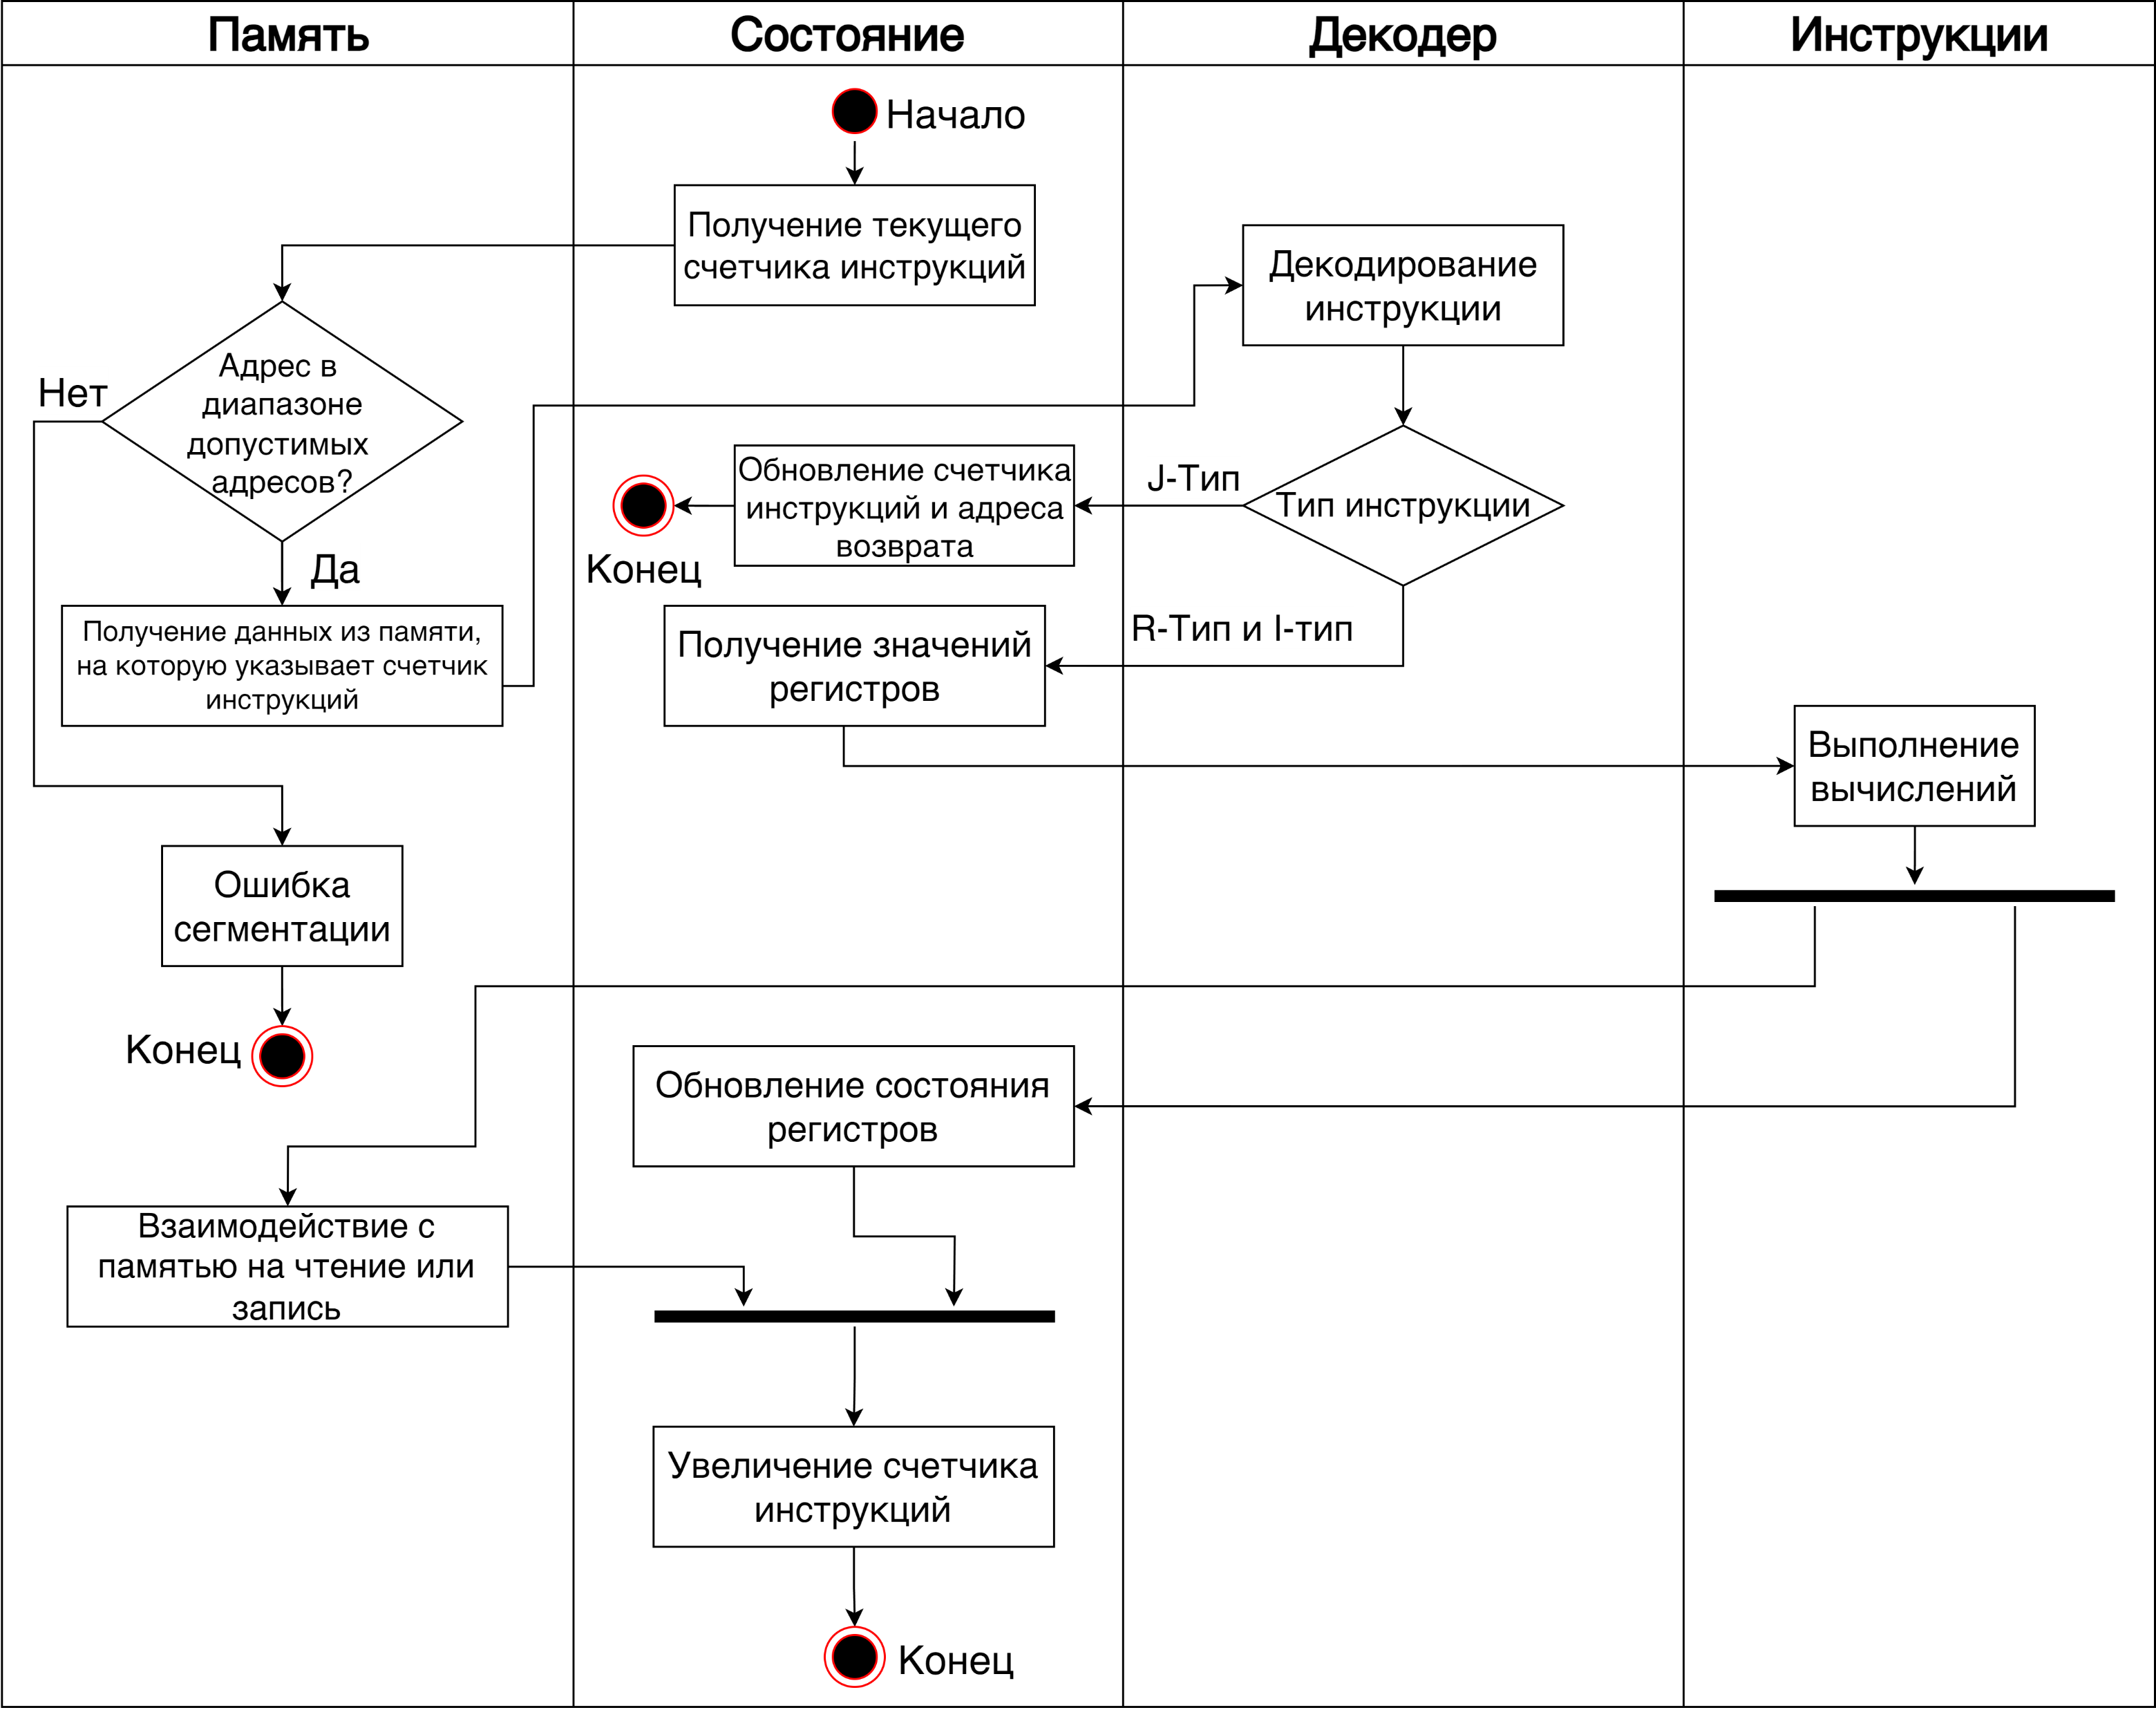 Память
Состояние
Декодер
Инструкции
Начало
Получение текущего
счетчика инструкций
Декодирование
инструкции
Адрес в
диапазоне
допустимых
адресов?
Нет
Да
Тип инструкции
J-Тип
Обновление счетчика
инструкций и адреса
возврата
Конец
R-Тип и I-тип
Получение данных из памяти,
на которую указывает счетчик
инструкций
Получение значений
регистров
Выполнение
вычислений
Ошибка
сегментации
Конец
Обновление состояния
регистров
Взаимодействие с
памятью на чтение или
запись
Увеличение счетчика
инструкций
Конец